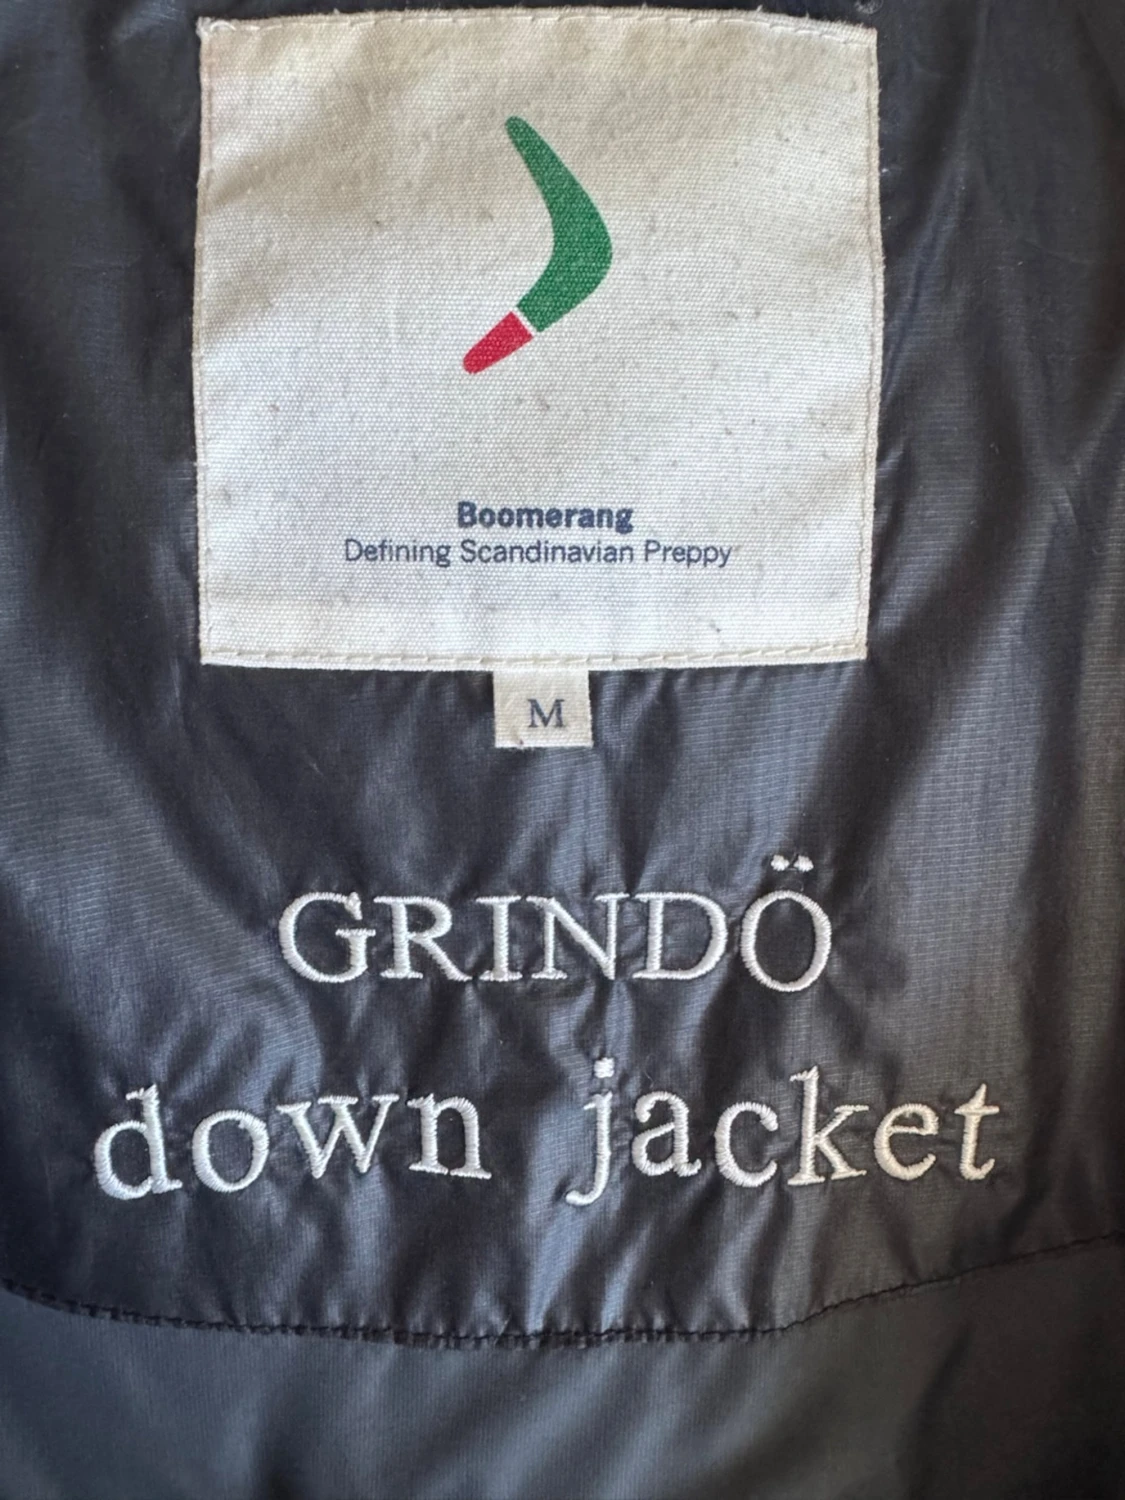 Boomerang
Defining Scandinavian Preppy
M
GRINDÖ
down jacket